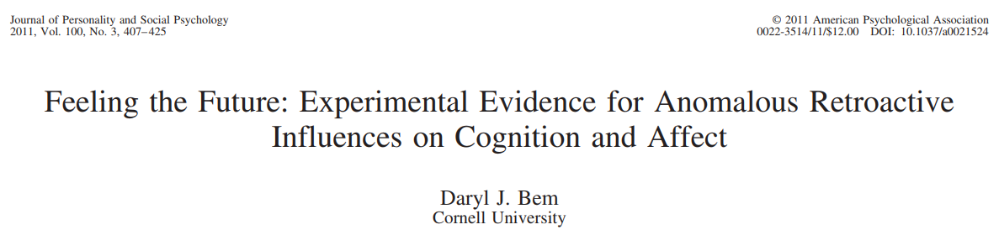 Journal of Personality and Social Psychology
2011, Vol. 100, No. 3, 407–425
© 2011 American Psychological Association
0022-3514/11/$12.00 DOI: 10.1037/a0021524
Feeling the Future: Experimental Evidence for Anomalous Retroactive
Influences on Cognition and Affect
Daryl J. Bem
Cornell University